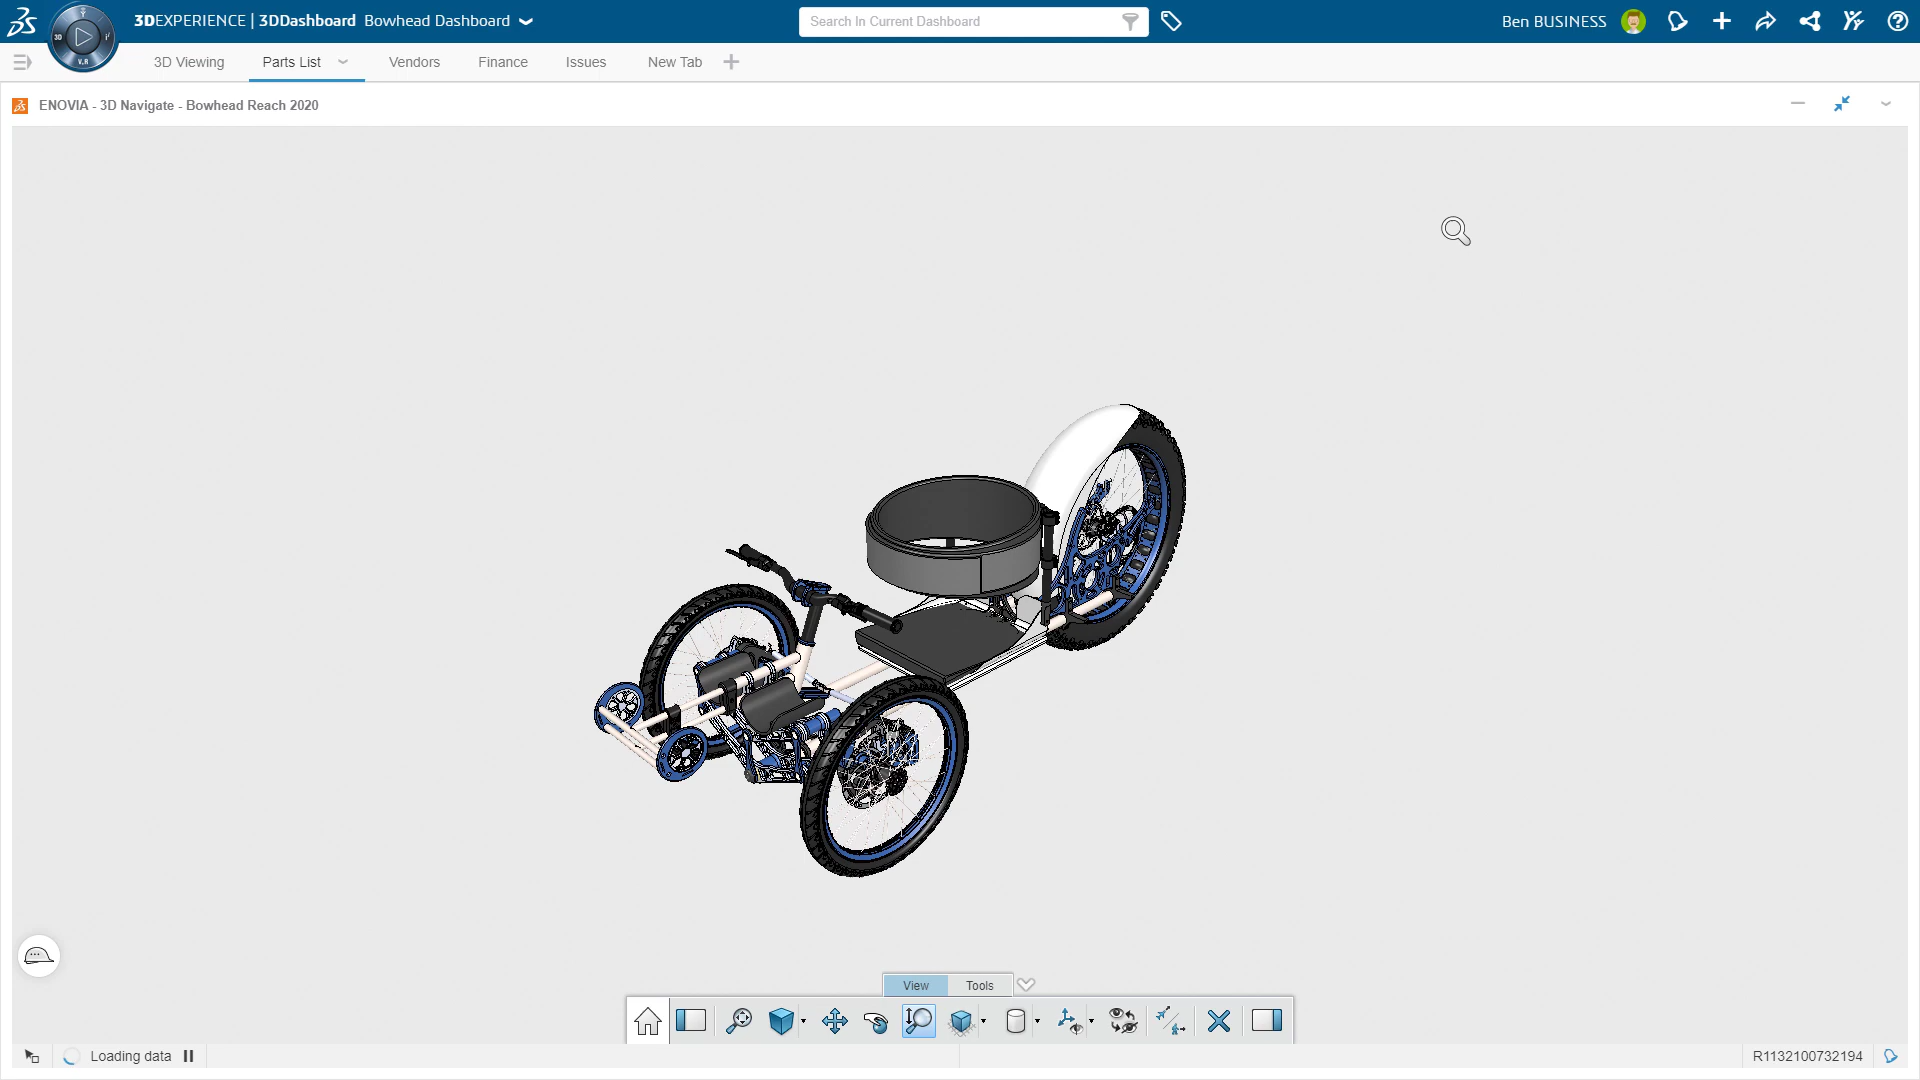 3DEXPERIENCE | 3DDashboard Bowhead Dashboard
Search In Current Dashboard
Ben BUSINESS
3D
V.R
3D Viewing
Parts List
Vendors
Finance
Issues
New Tab
ENOVIA - 3D Navigate - Bowhead Reach 2020
View
Tools
Loading data
R1132100732194